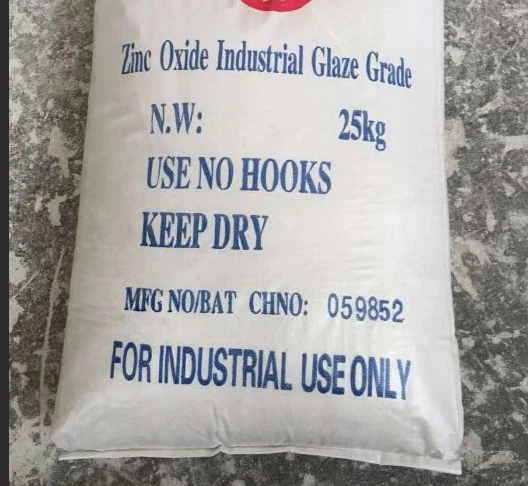 Zinc Oxide Industrial Glaze Grade
N.W: 25kg
USE NO HOOKS
KEEP DRY
MFG NO/BAT CHNO: 059852
FOR INDUSTRIAL USE ONLY